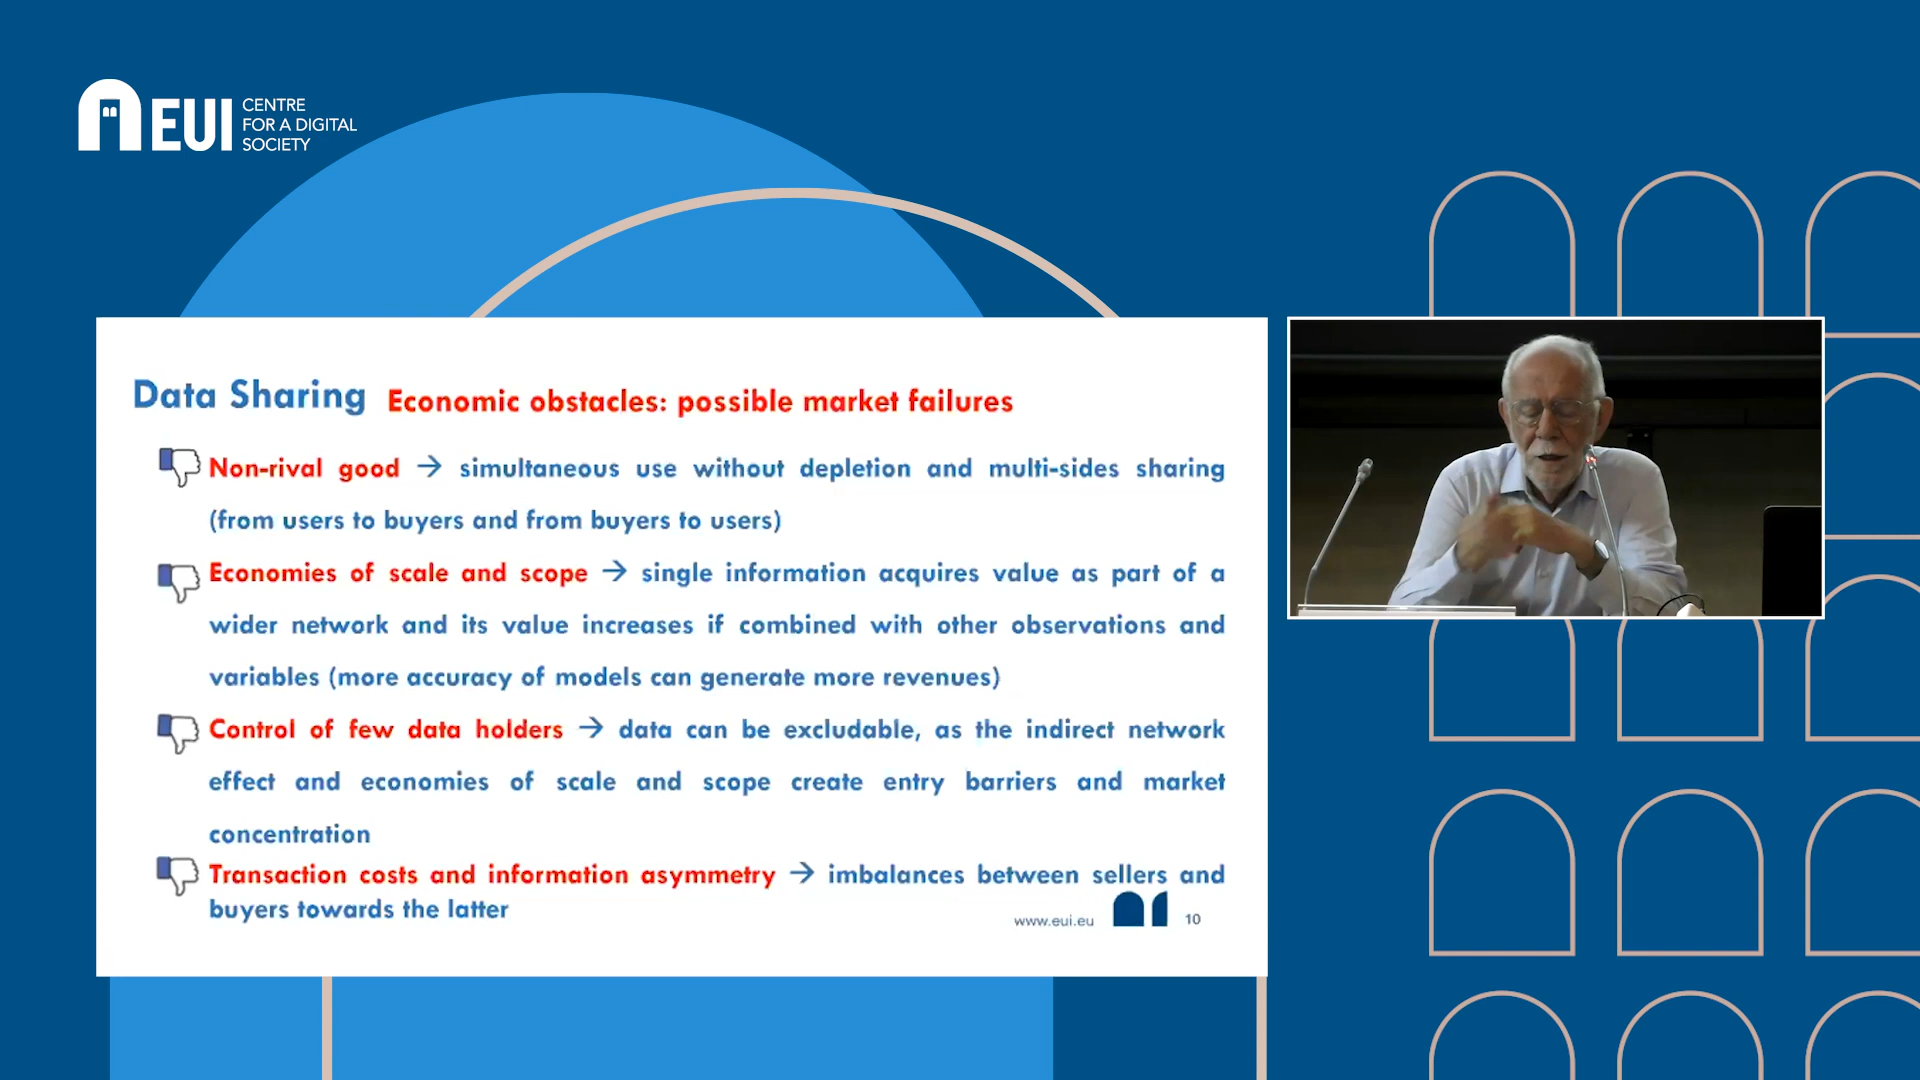 EUI
CENTRE
FOR A DIGITAL
SOCIETY
Data Sharing Economic obstacles: possible market failures
Non-rival good → simultaneous use without depletion and multi-sides sharing
(from users to buyers and from buyers to users)
Economies of scale and scope → single information acquires value as part of a
wider network and its value increases if combined with other observations and
variables (more accuracy of models can generate more revenues)
Control of few data holders → data can be excludable, as the indirect network
effect and economies of scale and scope create entry barriers and market
concentration
Transaction costs and information asymmetry → imbalances between sellers and
buyers towards the latter
www.eui.eu 10